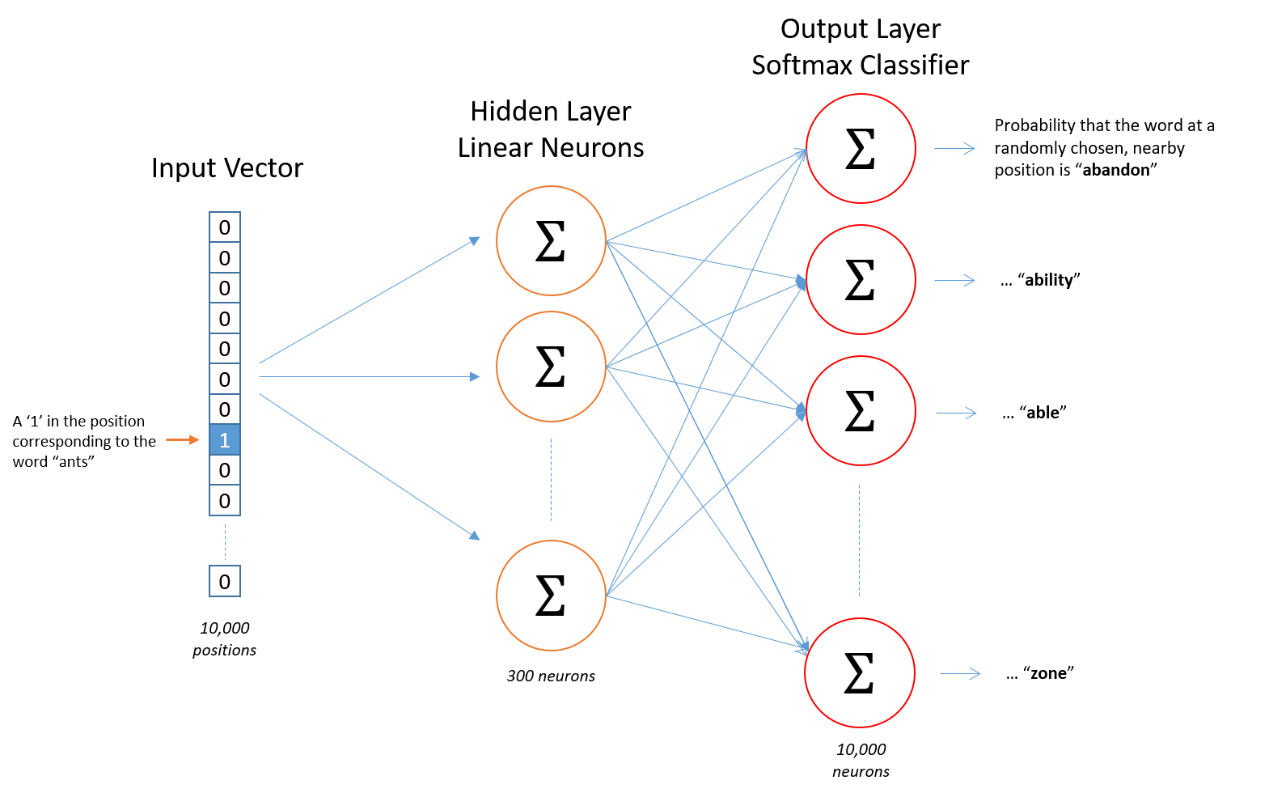 Output Layer
Softmax Classifier
Hidden Layer
Linear Neurons
Input Vector
0
0
0
0
0
0
0
1
0
0
0
A ‘1’ in the position
corresponding to the
word “ants”
10,000
positions
Σ
Σ
Σ
300 neurons
Σ
Σ
Σ
Σ
10,000
neurons
Probability that the word at a
randomly chosen, nearby
position is “abandon”
… “ability”
… “able”
… “zone”